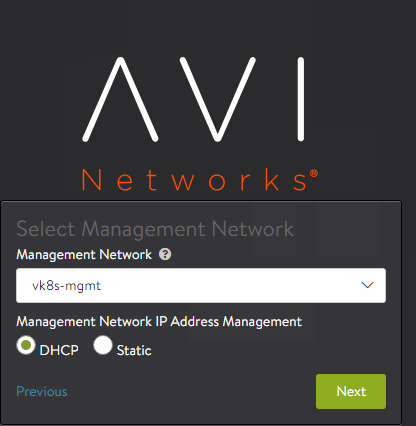 AVI
Networks®
Select Management Network
Management Network ?
vk8s-mgmt
Management Network IP Address Management
DHCP Static
Previous Next